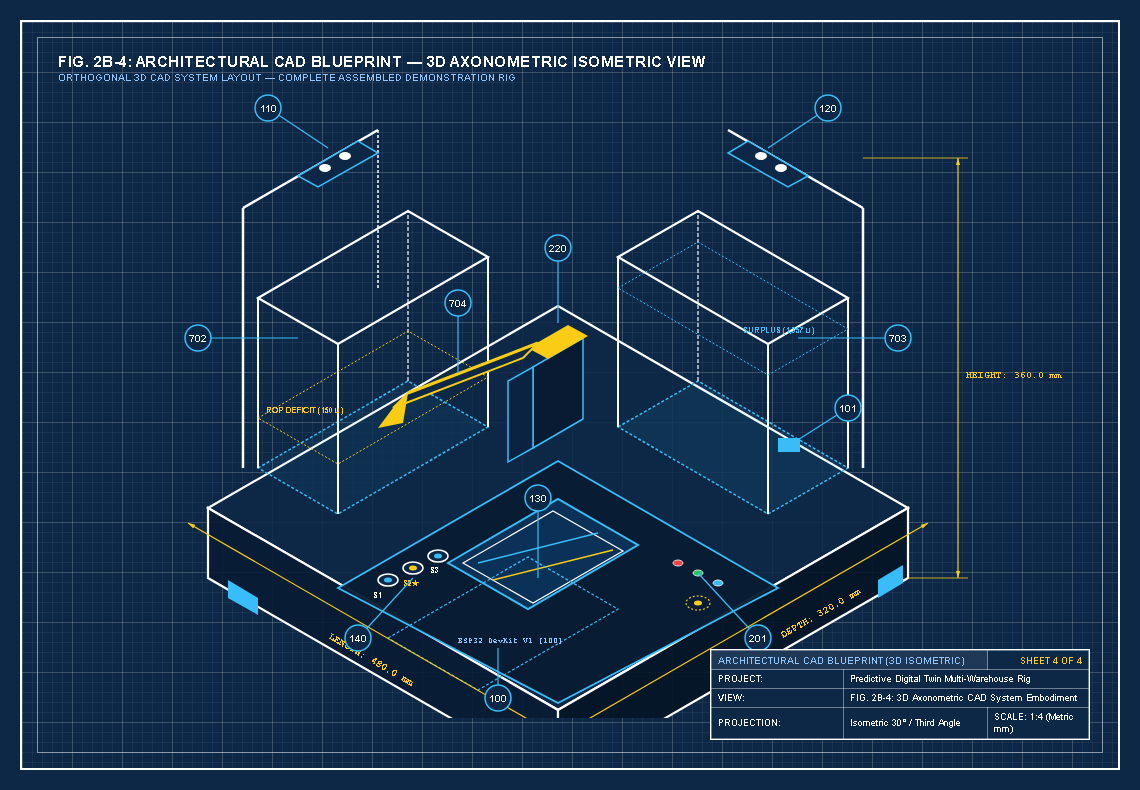 FIG. 2B-4: ARCHITECTURAL CAD BLUEPRINT — 3D AXONOMETRIC ISOMETRIC VIEW
ORTHOGONAL 3D CAD SYSTEM LAYOUT — COMPLETE ASSEMBLED DEMONSTRATION RIG
110
120
220
704
702
703
HEIGHT: 360.0 mm
101
130
S3
S2★
S1
140
201
480.0 mm
DEPTH: 320.0 mm
ESP32 DevKit V1 [100]
100
ARCHITECTURAL CAD BLUEPRINT (3D ISOMETRIC)
SHEET 4 OF 4
PROJECT:
Predictive Digital Twin Multi-Warehouse Rig
VIEW:
FIG. 2B-4: 3D Axonometric CAD System Embodiment
PROJECTION:
Isometric 30° / Third Angle
SCALE: 1:4 (Metric
mm)
ROP DEFICIT (150 U)
SURPLUS